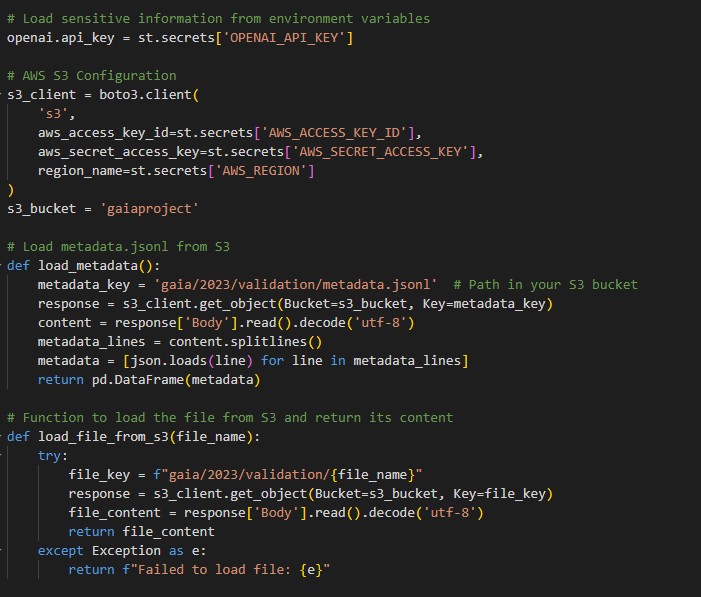 # Load sensitive information from environment variables
openai.api_key = st.secrets['OPENAI_API_KEY']
# AWS S3 Configuration
s3_client = boto3.client(
    's3',
    aws_access_key_id=st.secrets['AWS_ACCESS_KEY_ID'],
    aws_secret_access_key=st.secrets['AWS_SECRET_ACCESS_KEY'],
    region_name=st.secrets['AWS_REGION']
)
s3_bucket = 'gaiaproject'
# Load metadata.jsonl from S3
def load_metadata():
    metadata_key = 'gaia/2023/validation/metadata.jsonl'  # Path in your S3 bucket
    response = s3_client.get_object(Bucket=s3_bucket, Key=metadata_key)
    content = response['Body'].read().decode('utf-8')
    metadata_lines = content.splitlines()
    metadata = [json.loads(line) for line in metadata_lines]
    return pd.DataFrame(metadata)
# Function to load the file from S3 and return its content
def load_file_from_s3(file_name):
    try:
        file_key = f"gaia/2023/validation/{file_name}"
        response = s3_client.get_object(Bucket=s3_bucket, Key=file_key)
        file_content = response['Body'].read().decode('utf-8')
        return file_content
    except Exception as e:
        return f"Failed to load file: {e}"